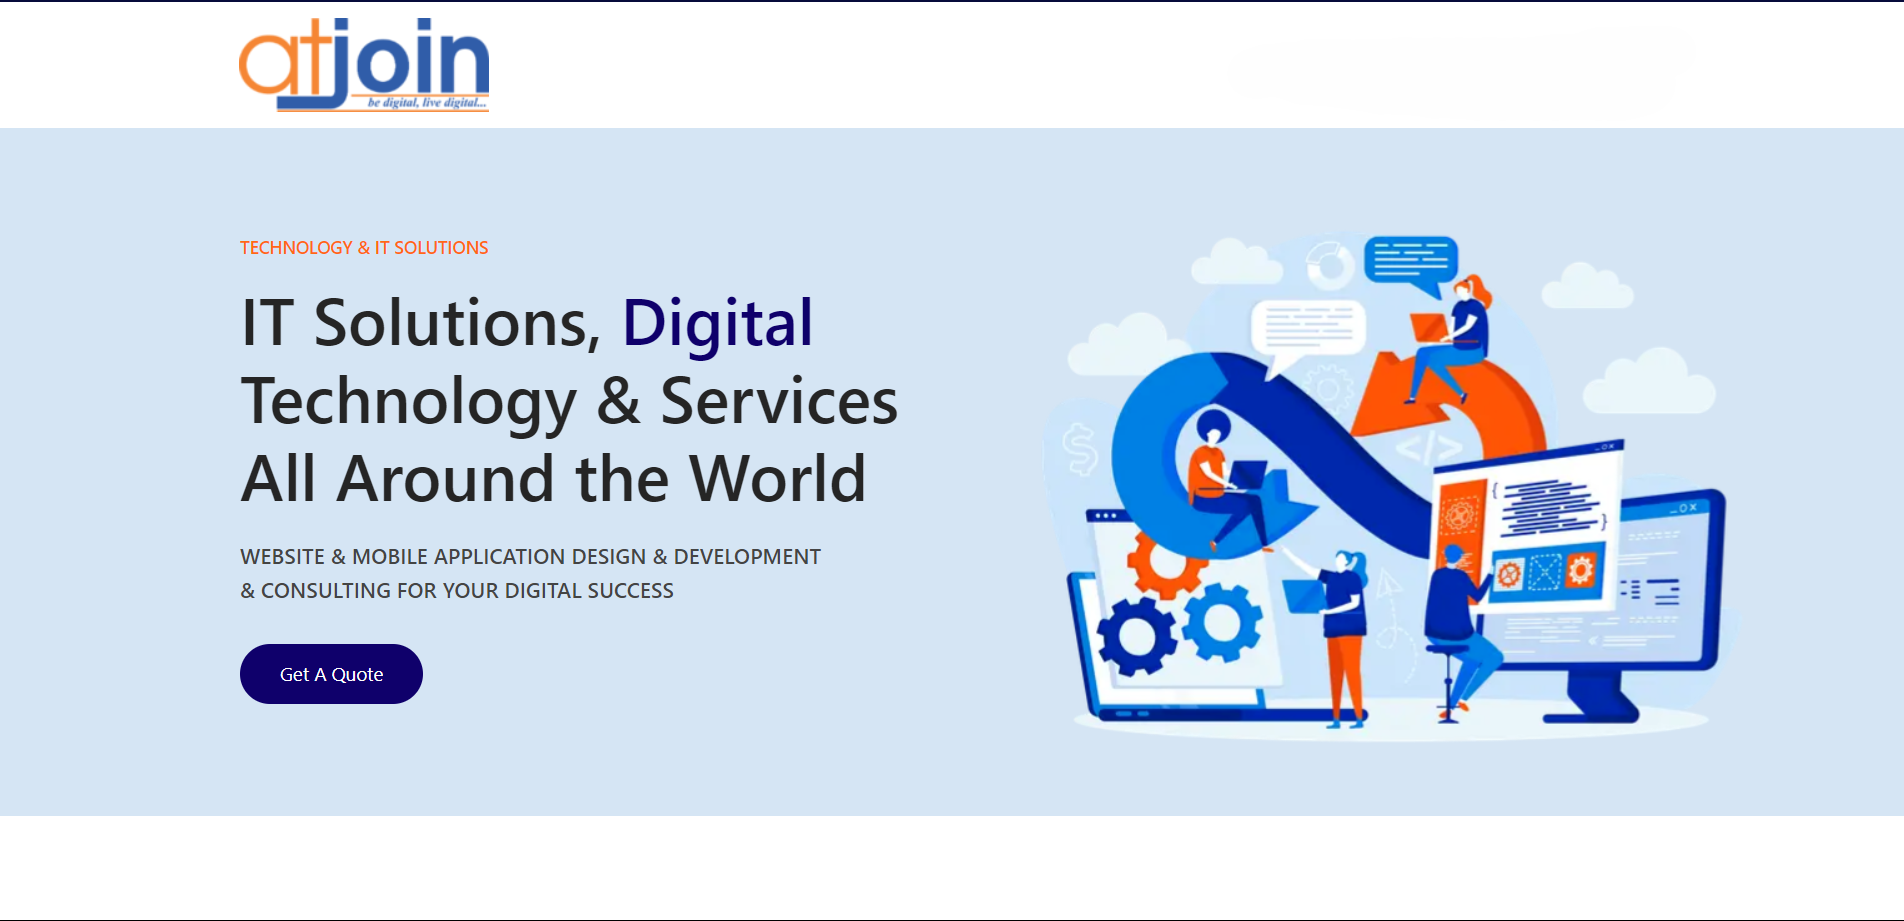 atjoin
be digital, live digital...
TECHNOLOGY & IT SOLUTIONS
IT Solutions, Digital
Technology & Services
All Around the World
WEBSITE & MOBILE APPLICATION DESIGN & DEVELOPMENT
& CONSULTING FOR YOUR DIGITAL SUCCESS
Get A Quote
$
</>
{
}